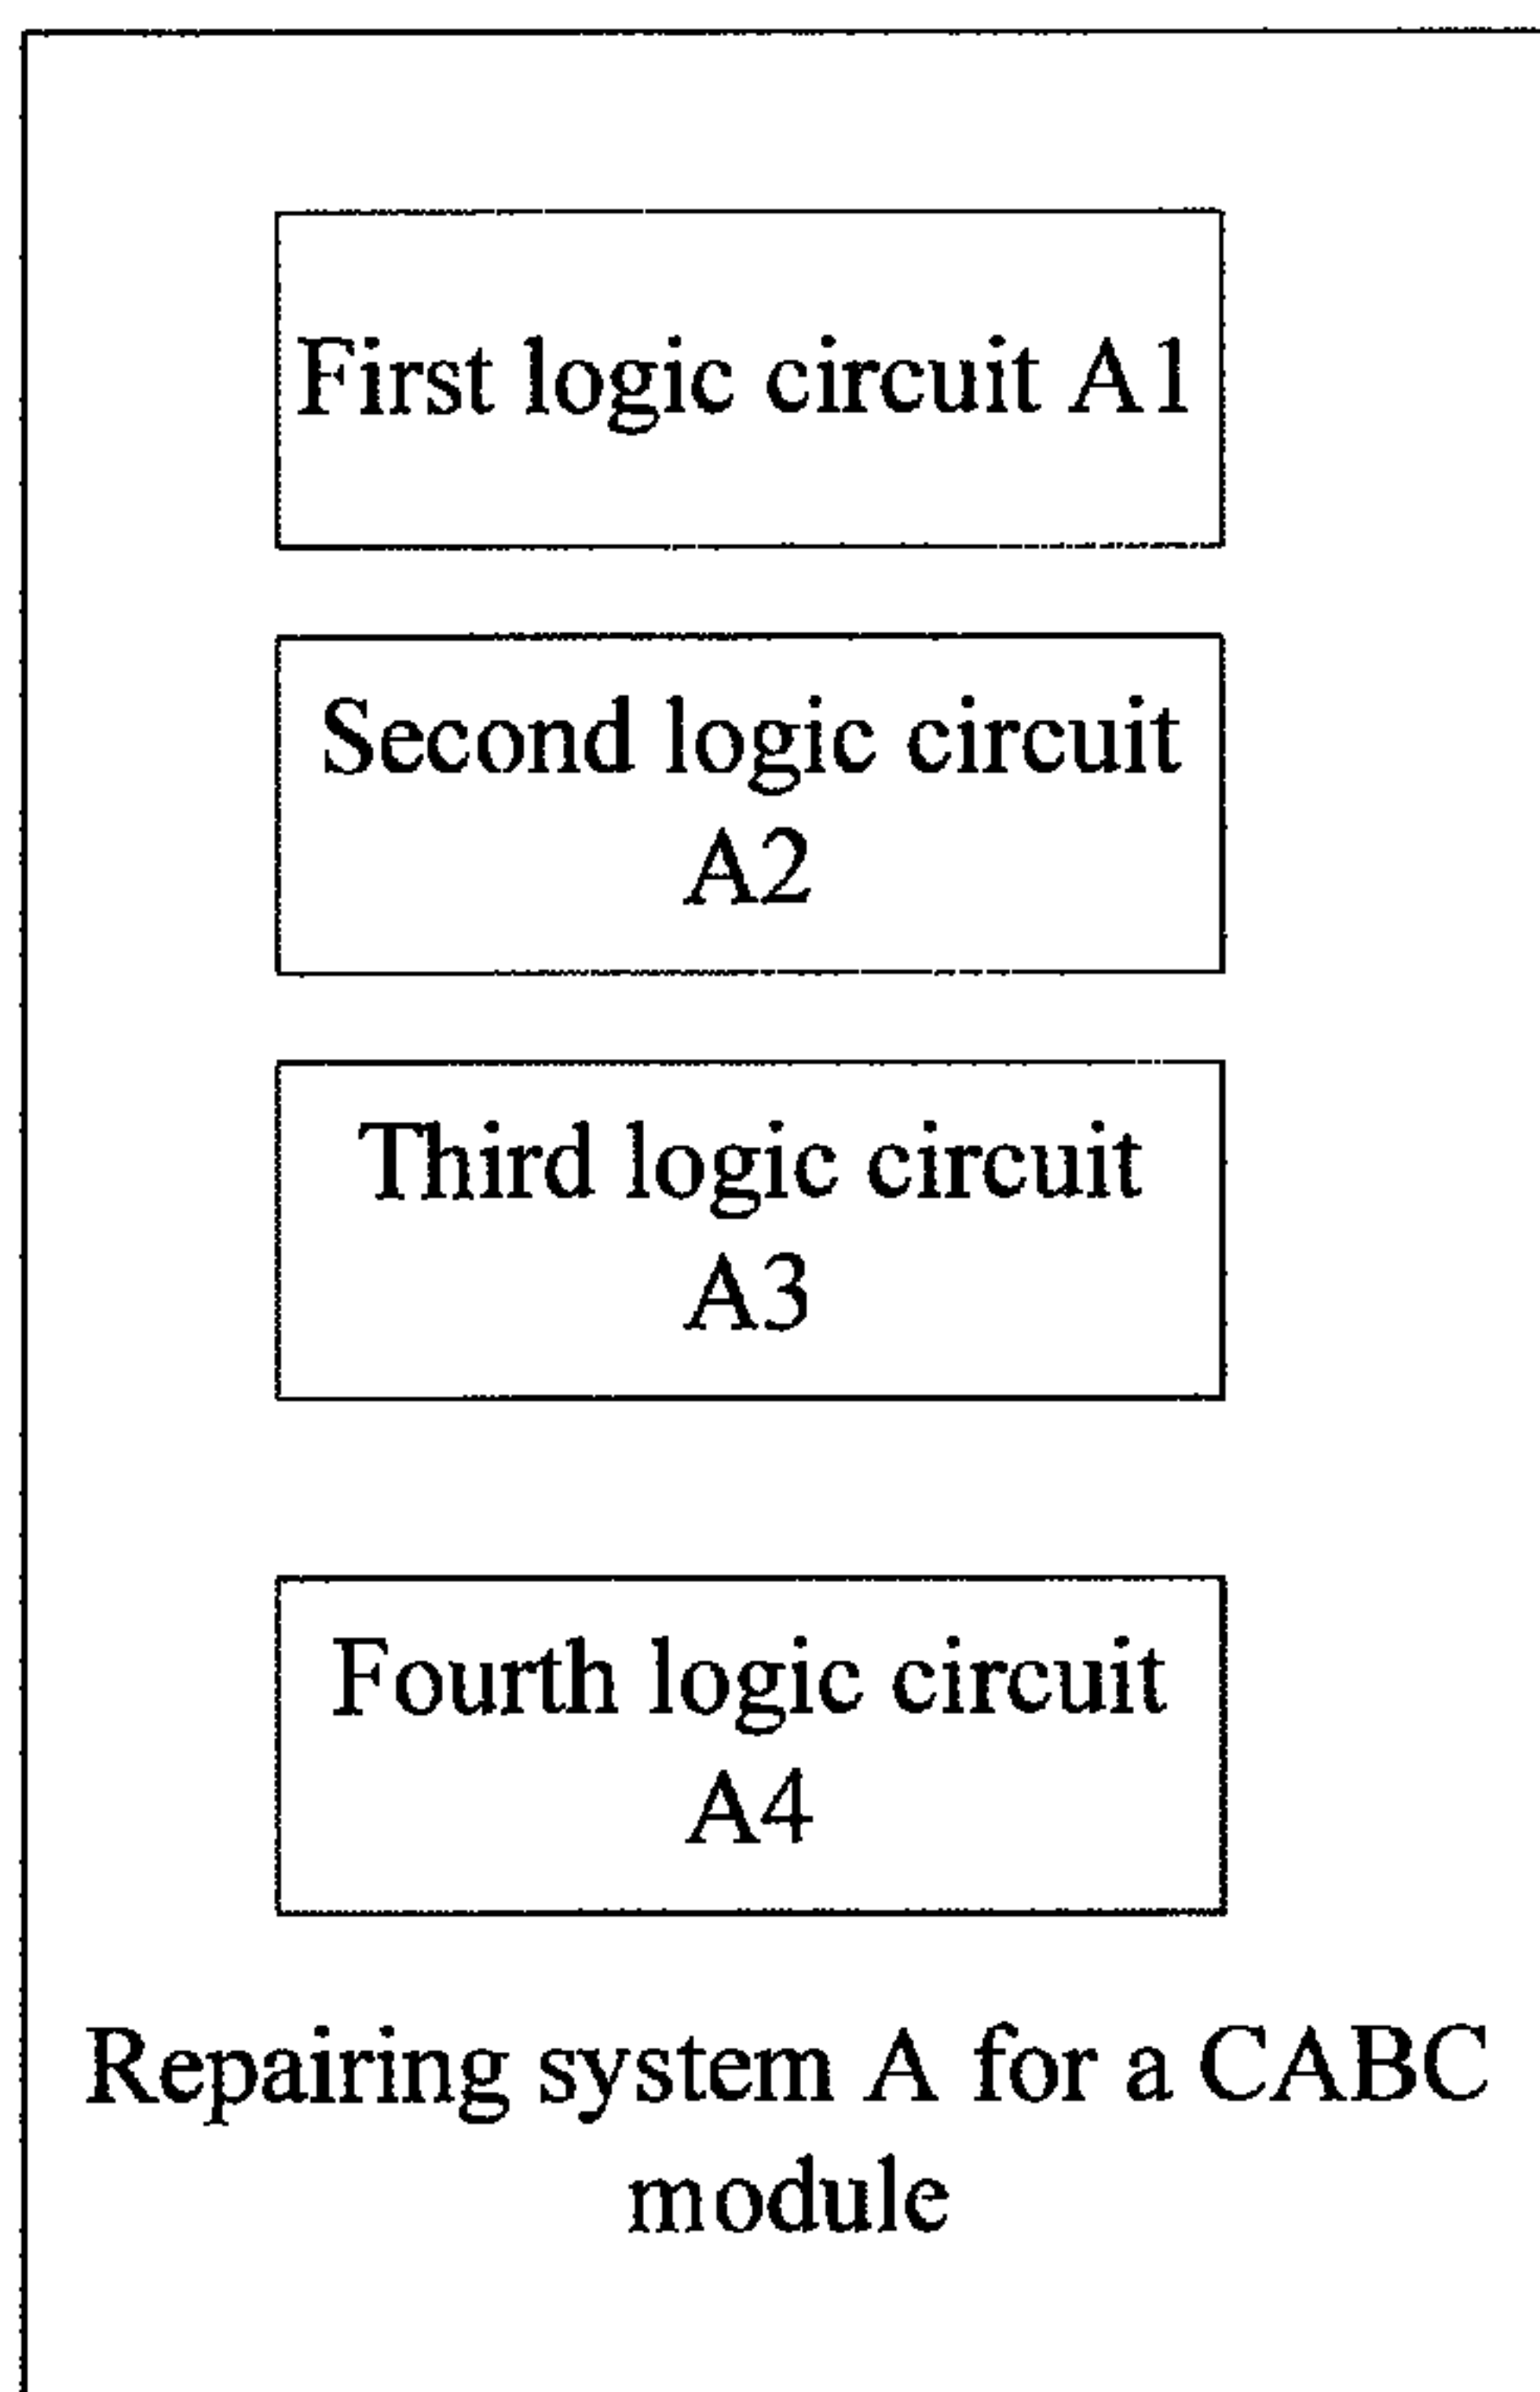 First logic circuit A1
Second logic circuit
A2
Third logic circuit
A3
Fourth logic circuit
A4
Repairing system A for a CABC
module